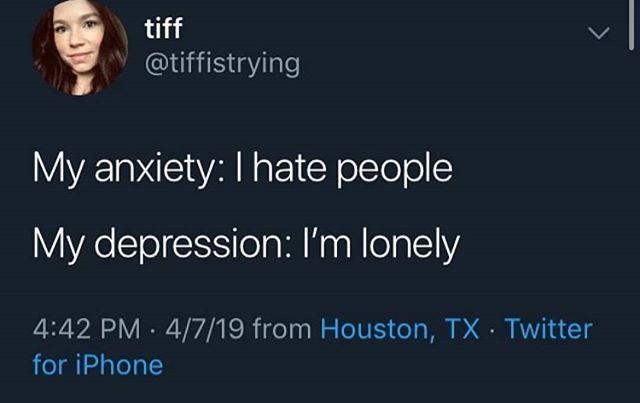 tiff
@tiffistrying
My anxiety: I hate people
My depression: I'm lonely
4:42 PM · 4/7/19 from Houston, TX · Twitter
for iPhone